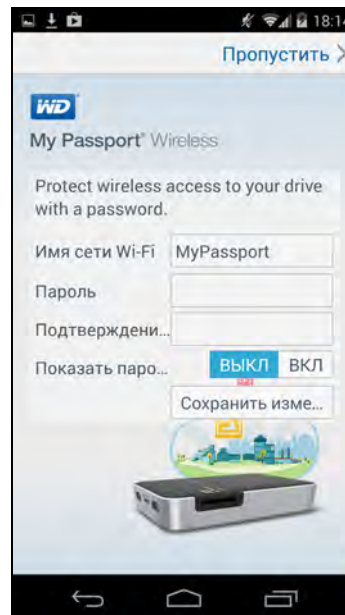 18:14
Пропустить
WD
My Passport® Wireless
Protect wireless access to your drive
with a password.
Имя сети Wi-Fi MyPassport
Пароль
Подтверждени...
Показать паро... ВЫКЛ ВКЛ
Сохранить изме...